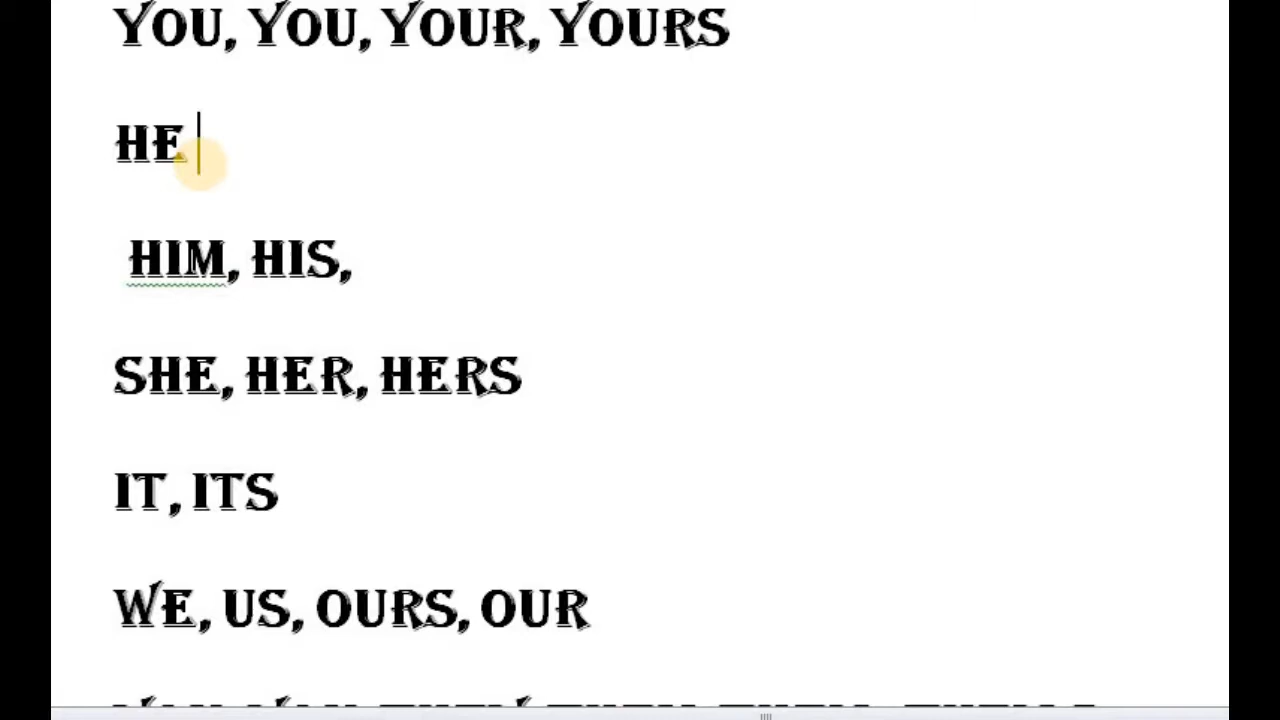 YOU, YOU, YOUR, YOURS
HE
HIM, HIS,
SHE, HER, HERS
IT, ITS
WE, US, OURS, OUR